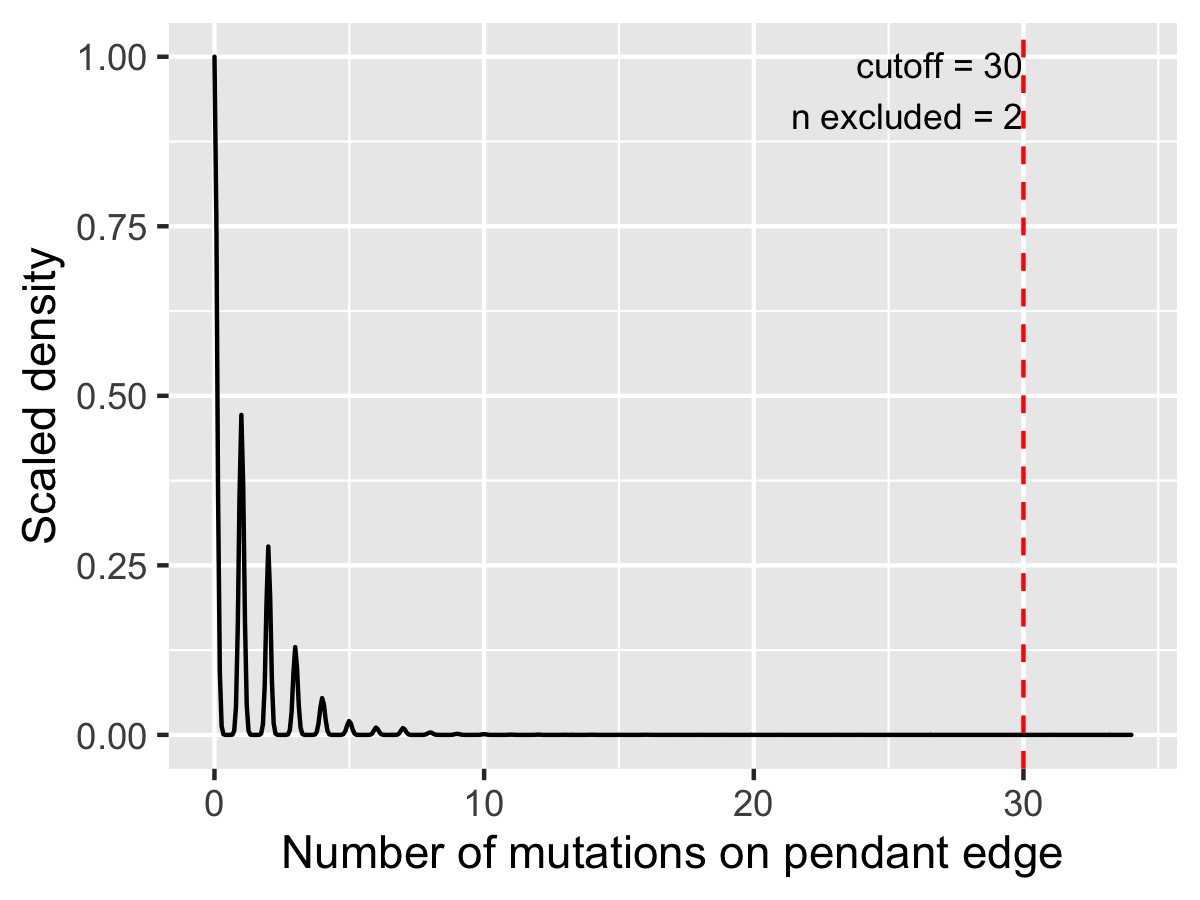 1.00
0.75
0.50
0.25
0.00
Scaled density
cutoff = 30
n excluded = 2
0 10 20 30
Number of mutations on pendant edge